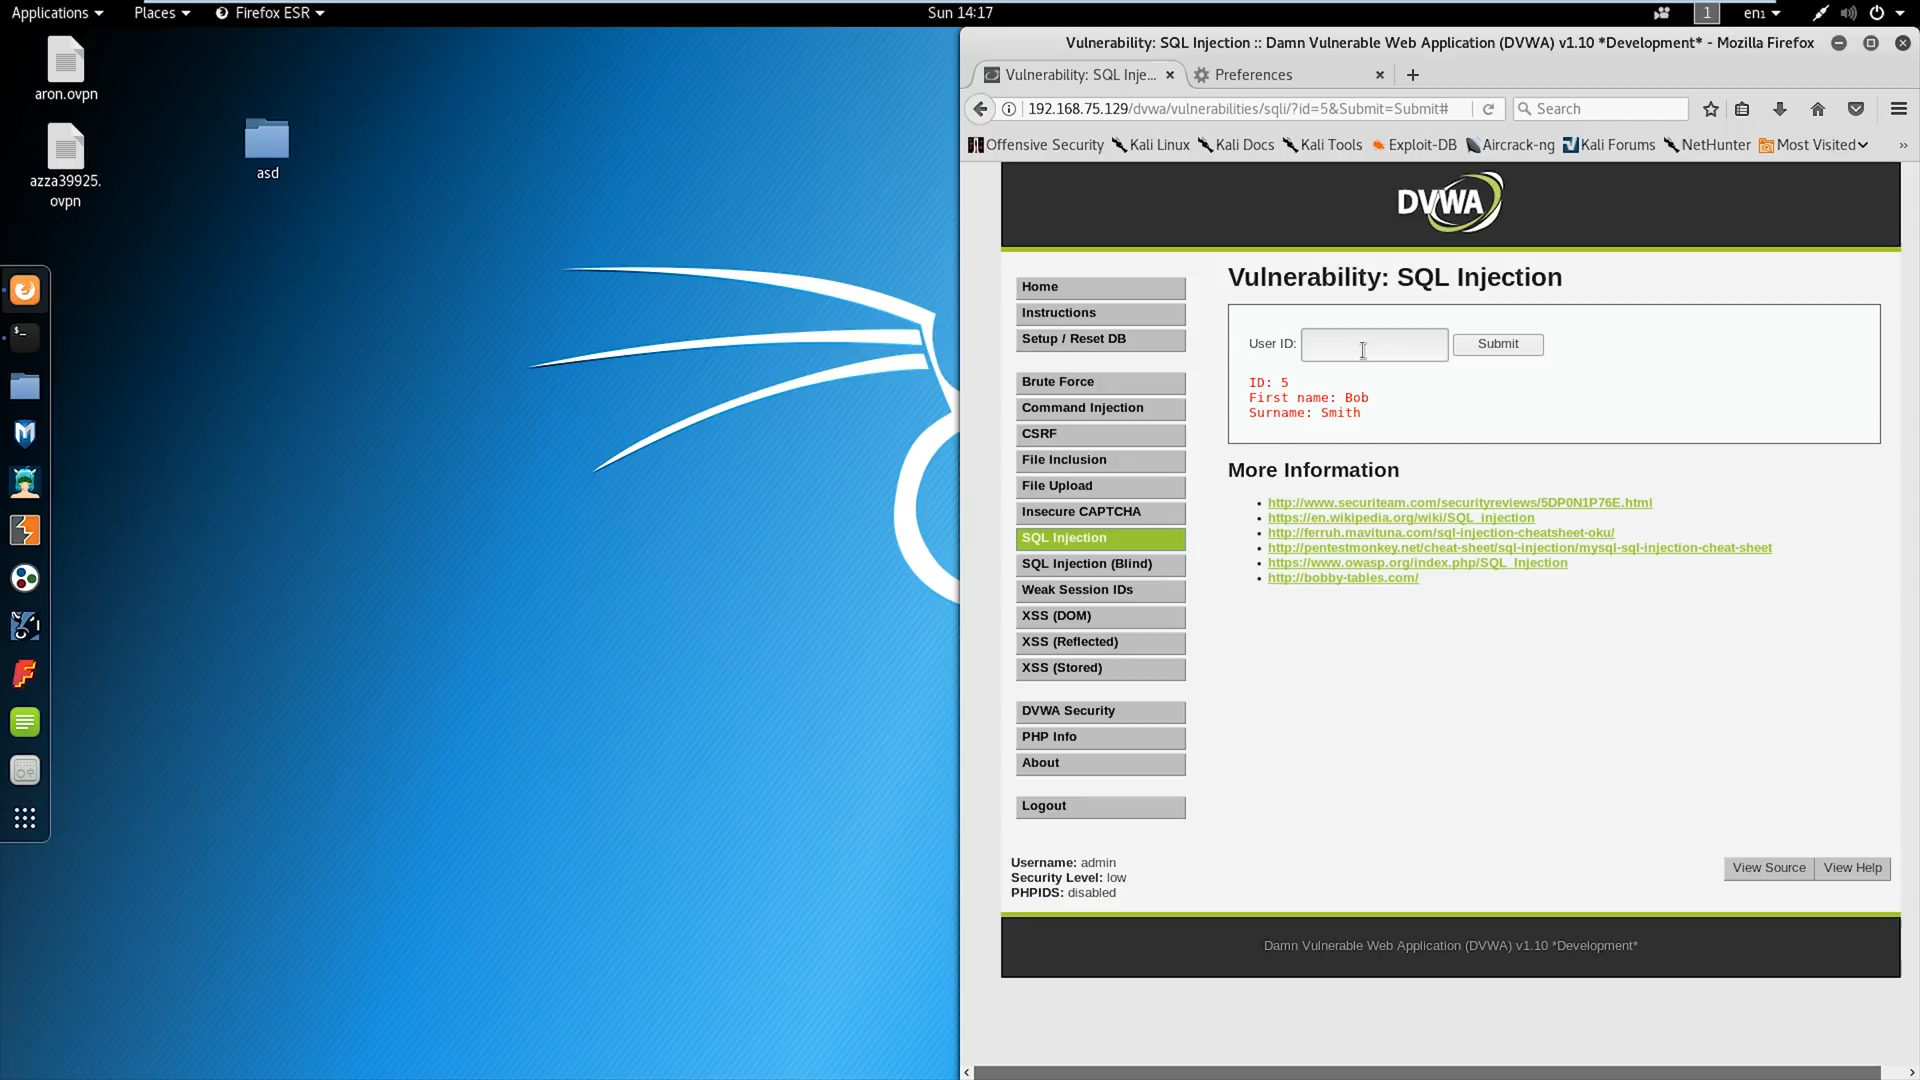 Applications
Places
Firefox ESR
Sun 14:17
1
en1
aron.ovpn
azza39925.
ovpn
asd
Vulnerability: SQL Injection :: Damn Vulnerable Web Application (DVWA) v1.10 *Development* - Mozilla Firefox
Vulnerability: SQL Inje...
Preferences
192.168.75.129/dvwa/vulnerabilities/sqli/?id=5&Submit=Submit#
Search
Offensive Security
Kali Linux
Kali Docs
Kali Tools
Exploit-DB
Aircrack-ng
Kali Forums
NetHunter
Most Visited
DVWA
Home
Instructions
Setup / Reset DB
Brute Force
Command Injection
CSRF
File Inclusion
File Upload
Insecure CAPTCHA
SQL Injection
SQL Injection (Blind)
Weak Session IDs
XSS (DOM)
XSS (Reflected)
XSS (Stored)
DVWA Security
PHP Info
About
Logout
Vulnerability: SQL Injection
User ID:
Submit
ID: 5
First name: Bob
Surname: Smith
More Information
http://www.securiteam.com/securityreviews/5DP0N1P76E.html
https://en.wikipedia.org/wiki/SQL_injection
http://ferruh.mavituna.com/sql-injection-cheatsheet-oku/
http://pentestmonkey.net/cheat-sheet/sql-injection/mysql-sql-injection-cheat-sheet
https://www.owasp.org/index.php/SQL_Injection
http://bobby-tables.com/
Username: admin
Security Level: low
PHPIDS: disabled
View Source
View Help
Damn Vulnerable Web Application (DVWA) v1.10 *Development*